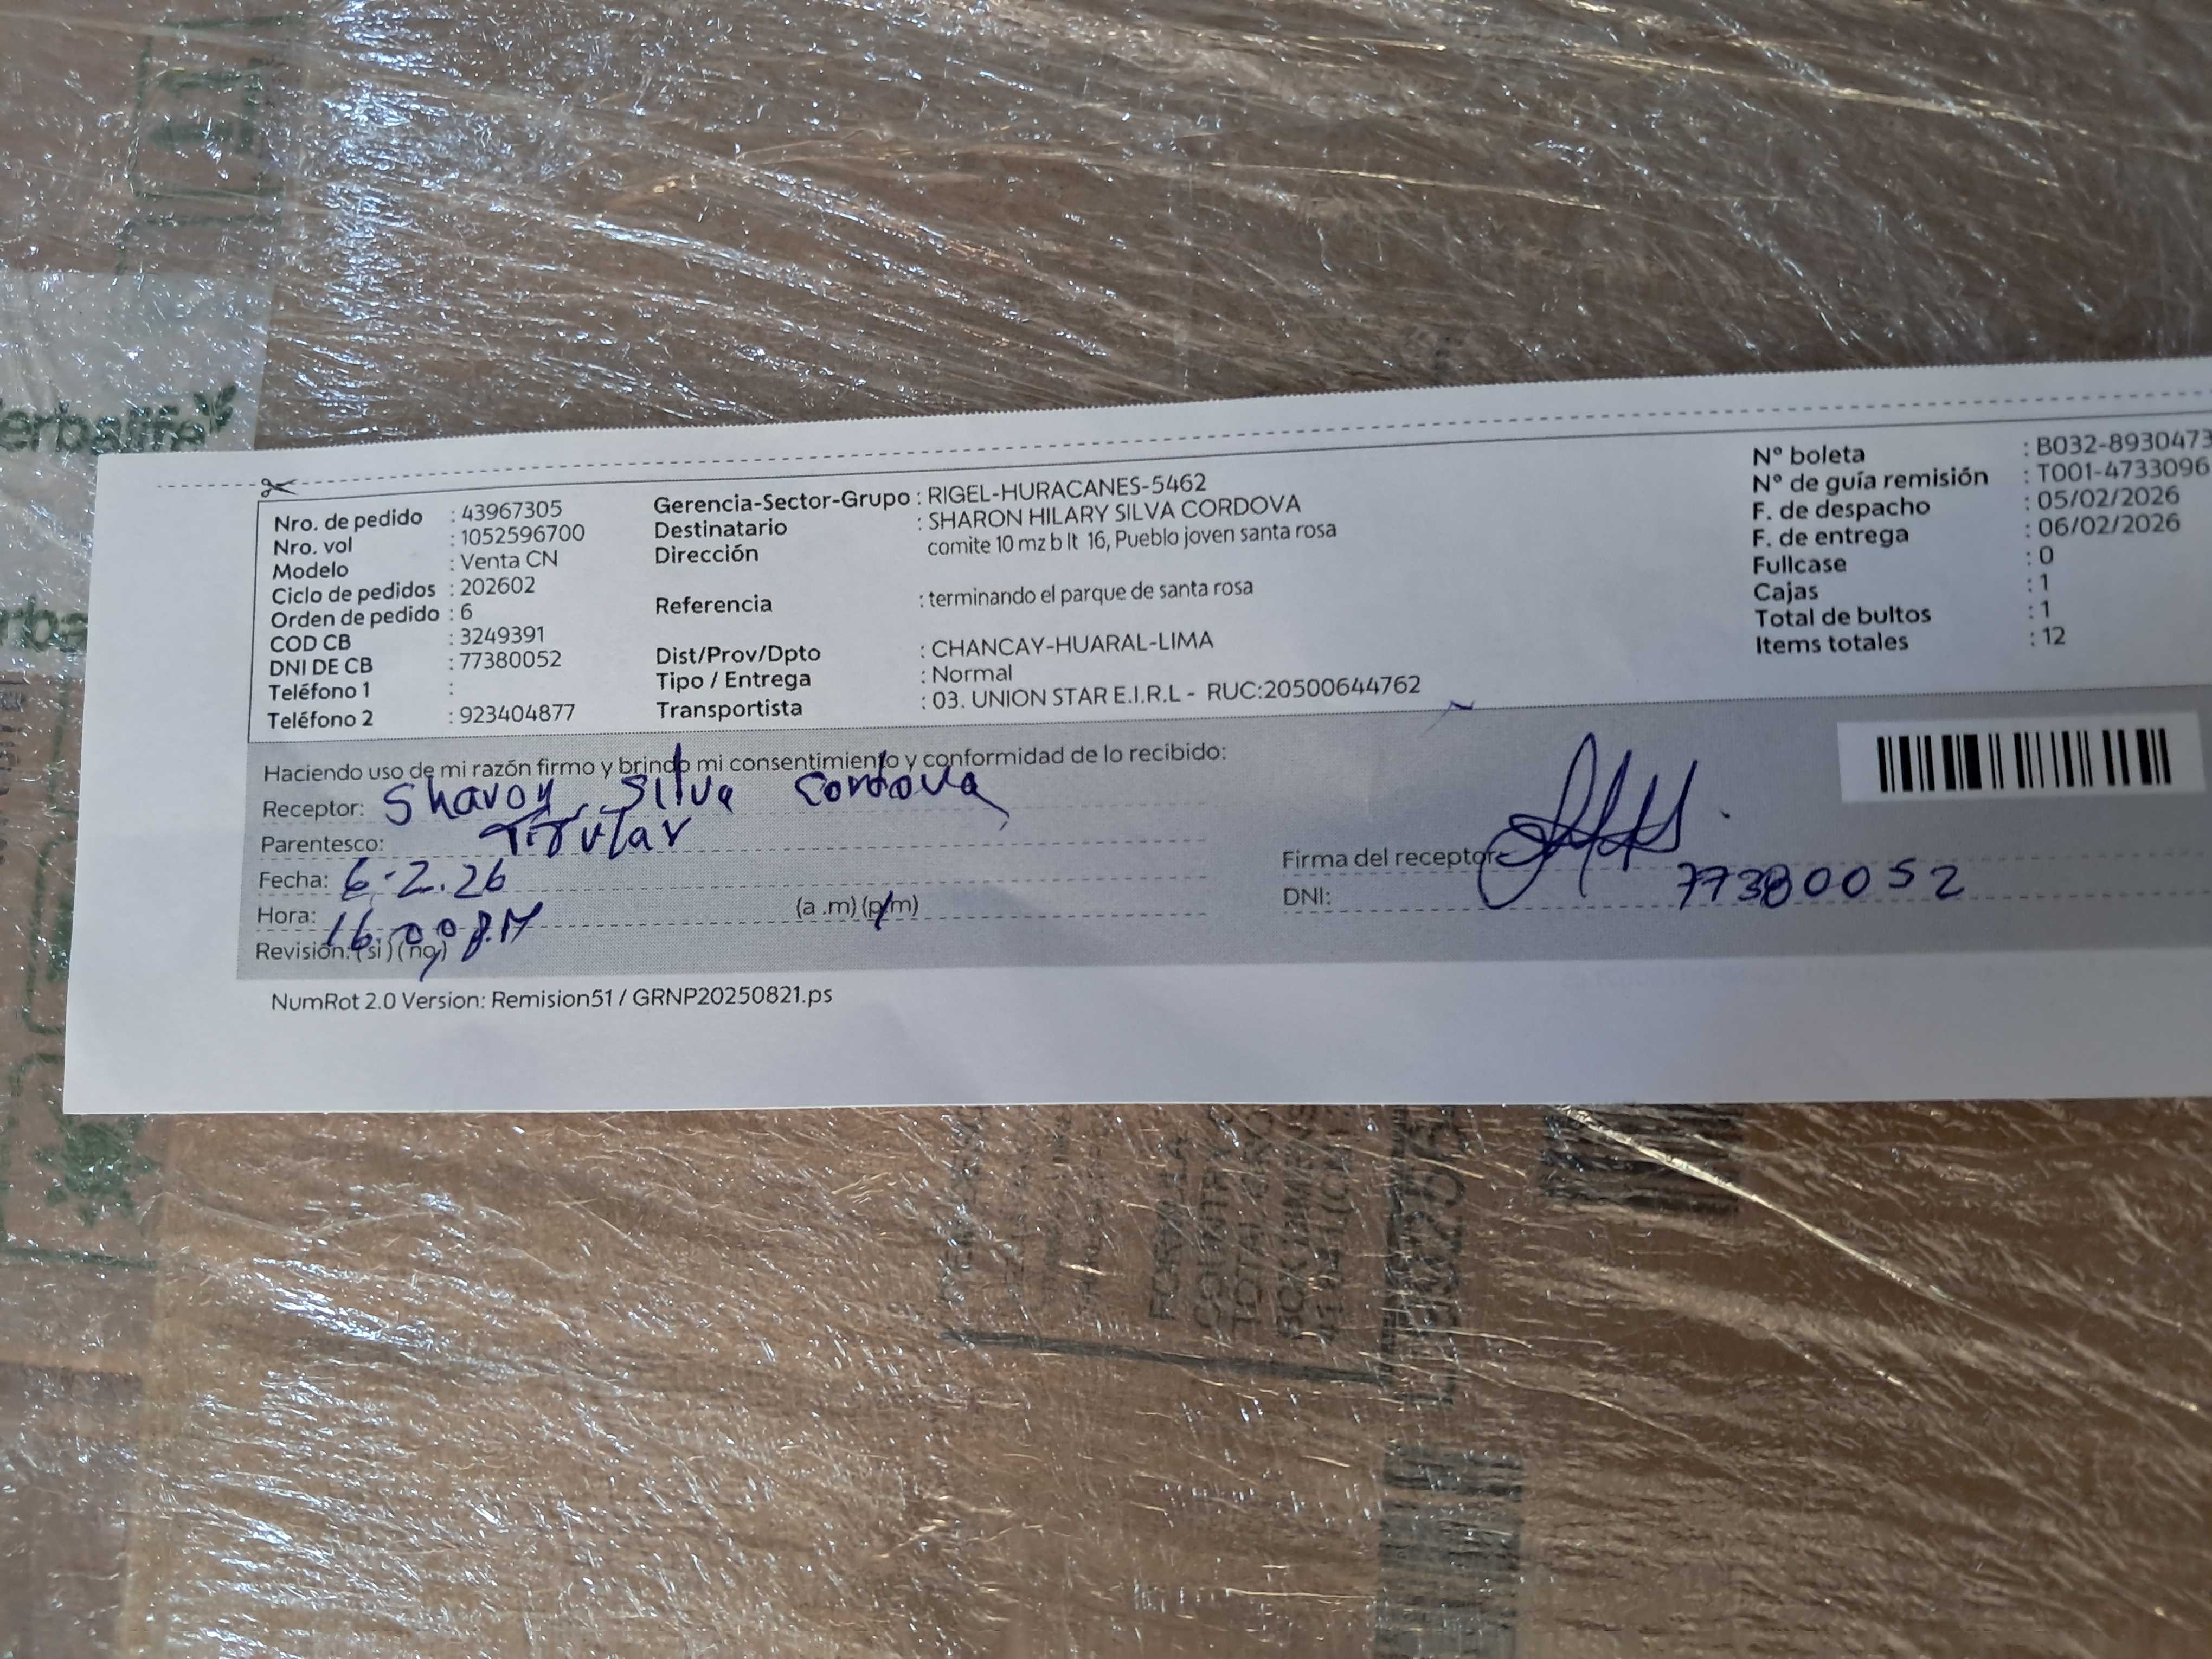 erbalife
Nro. de pedido : 43967305
Nro. vol : 1052596700
Modelo : Venta CN
Ciclo de pedidos : 202602
Orden de pedido : 6
COD CB : 3249391
DNI DE CB : 77380052
Teléfono 1 :
Teléfono 2 : 923404877
Gerencia-Sector-Grupo : RIGEL-HURACANES-5462
Destinatario : SHARON HILARY SILVA CORDOVA
Dirección comite 10 mz b lt 16, Pueblo joven santa rosa
Referencia : terminando el parque de santa rosa
Dist/Prov/Dpto : CHANCAY-HUARAL-LIMA
Tipo / Entrega : Normal
Transportista : 03. UNION STAR E.I.R.L - RUC:20500644762
N° boleta : B032-8930473
N° de guía remisión : T001-4733096
F. de despacho : 05/02/2026
F. de entrega : 06/02/2026
Fullcase : 0
Cajas : 1
Total de bultos : 1
Items totales : 12
Haciendo uso de mi razón firmo y brindo mi consentimiento y conformidad de lo recibido:
Receptor: Sharon Silva Cordova
Parentesco: Titular
Fecha: 6.2.26
Hora: 16:00 P.M (a .m) (p/m)
Revisión: (si) (no)
Firma del receptor
DNI: 77380052
NumRot 2.0 Version: Remision51 / GRNP20250821.ps